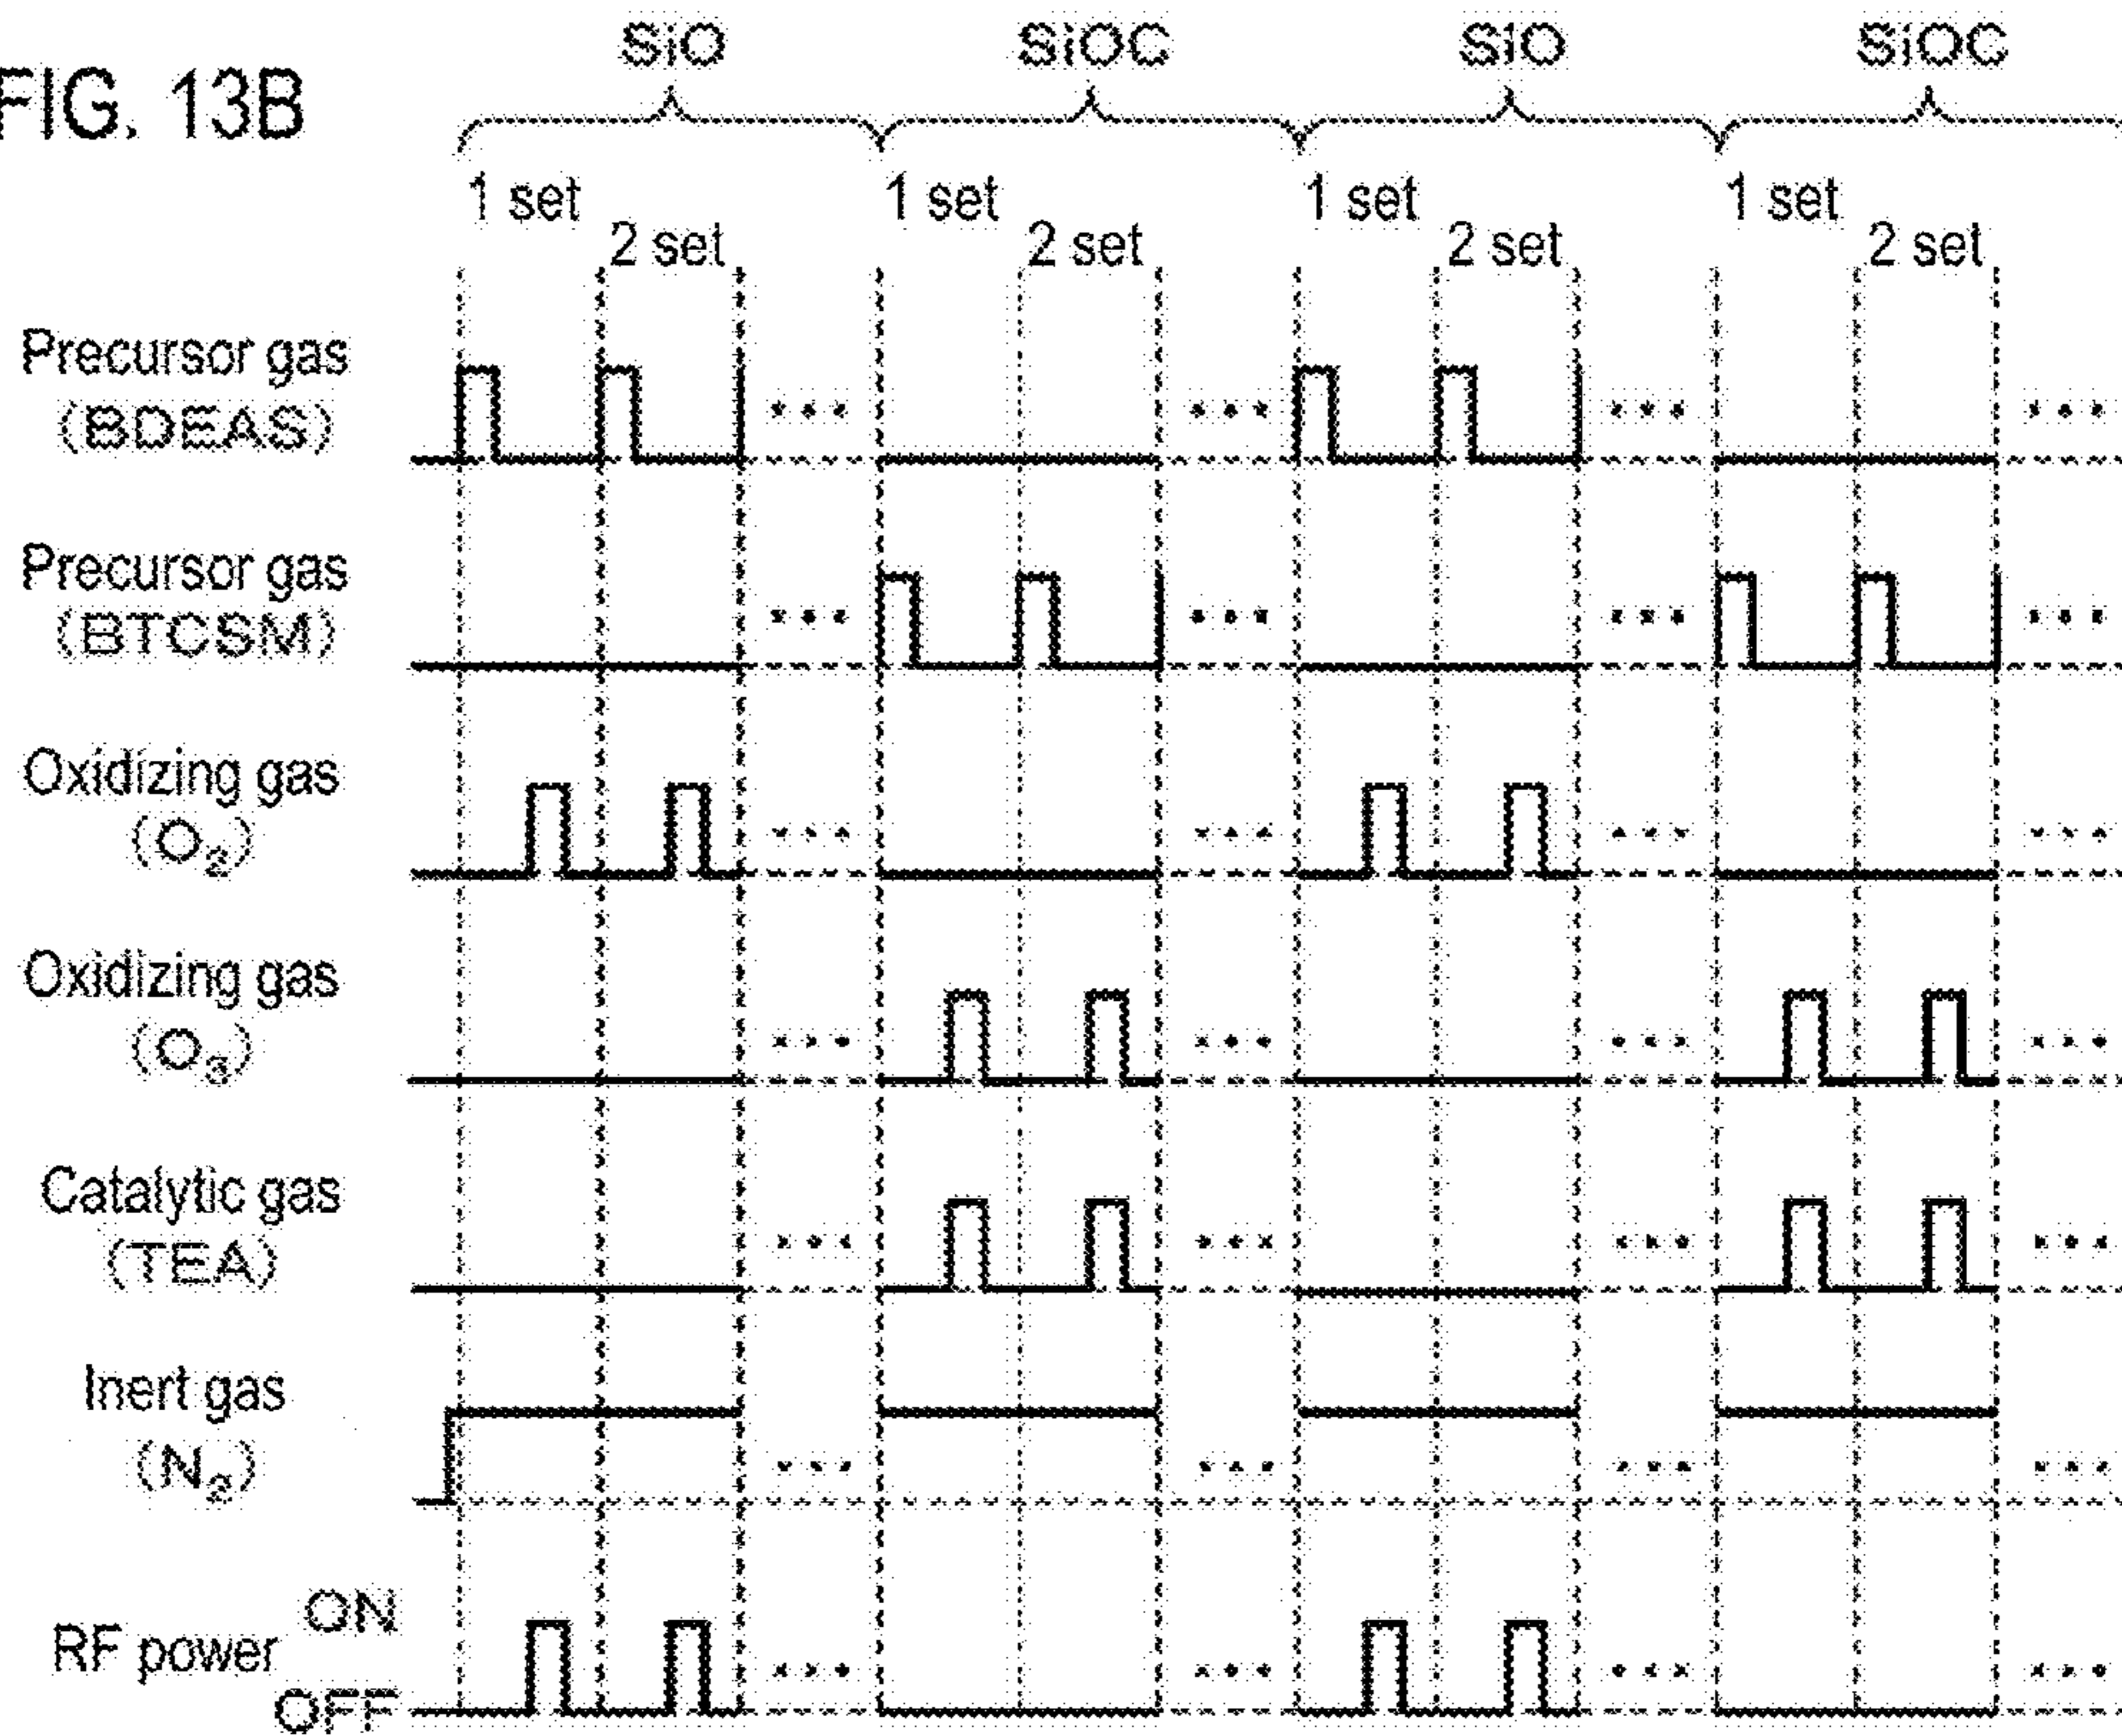 FIG. 13B
SiO SiOC SiO SiOC
1 set 1 set 1 set 1 set
2 set 2 set 2 set 2 set
Precursor gas
(BDEAS)
Precursor gas
(BTCSM)
Oxidizing gas
(O₂)
Oxidizing gas
(O₃)
Catalytic gas
(TEA)
Inert gas
(N₂)
ON
RF power
OFF